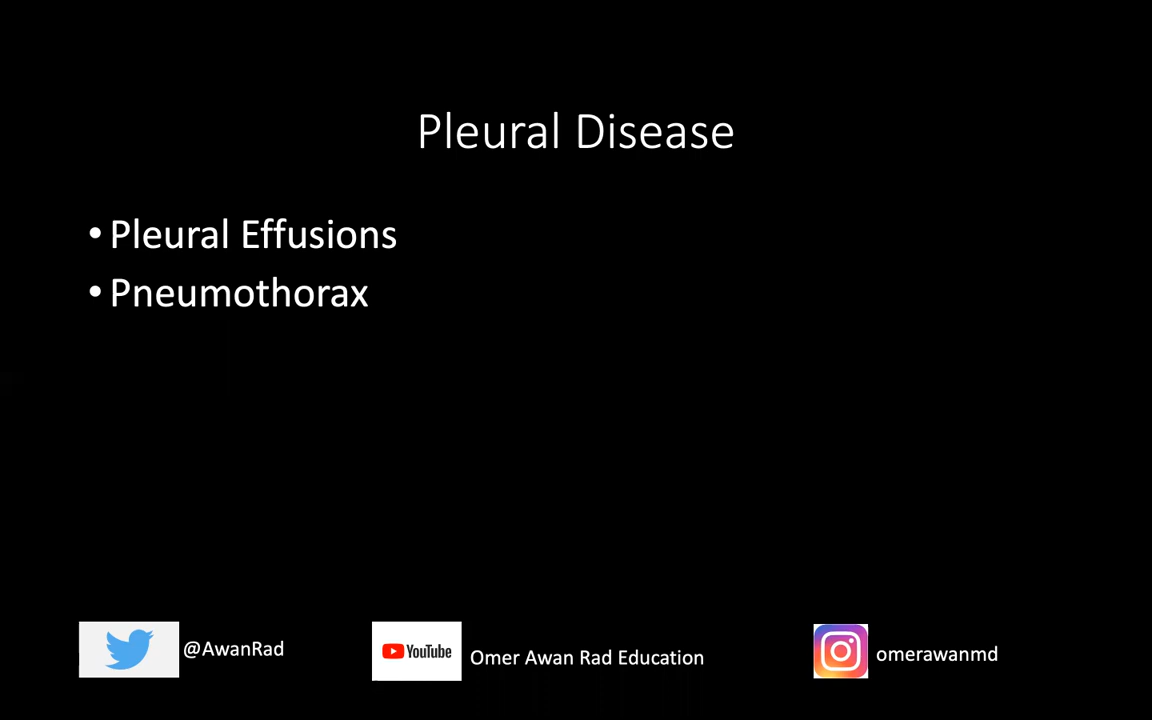 Pleural Disease
• Pleural Effusions
• Pneumothorax
@AwanRad
YouTube
Omer Awan Rad Education
omerawanmd